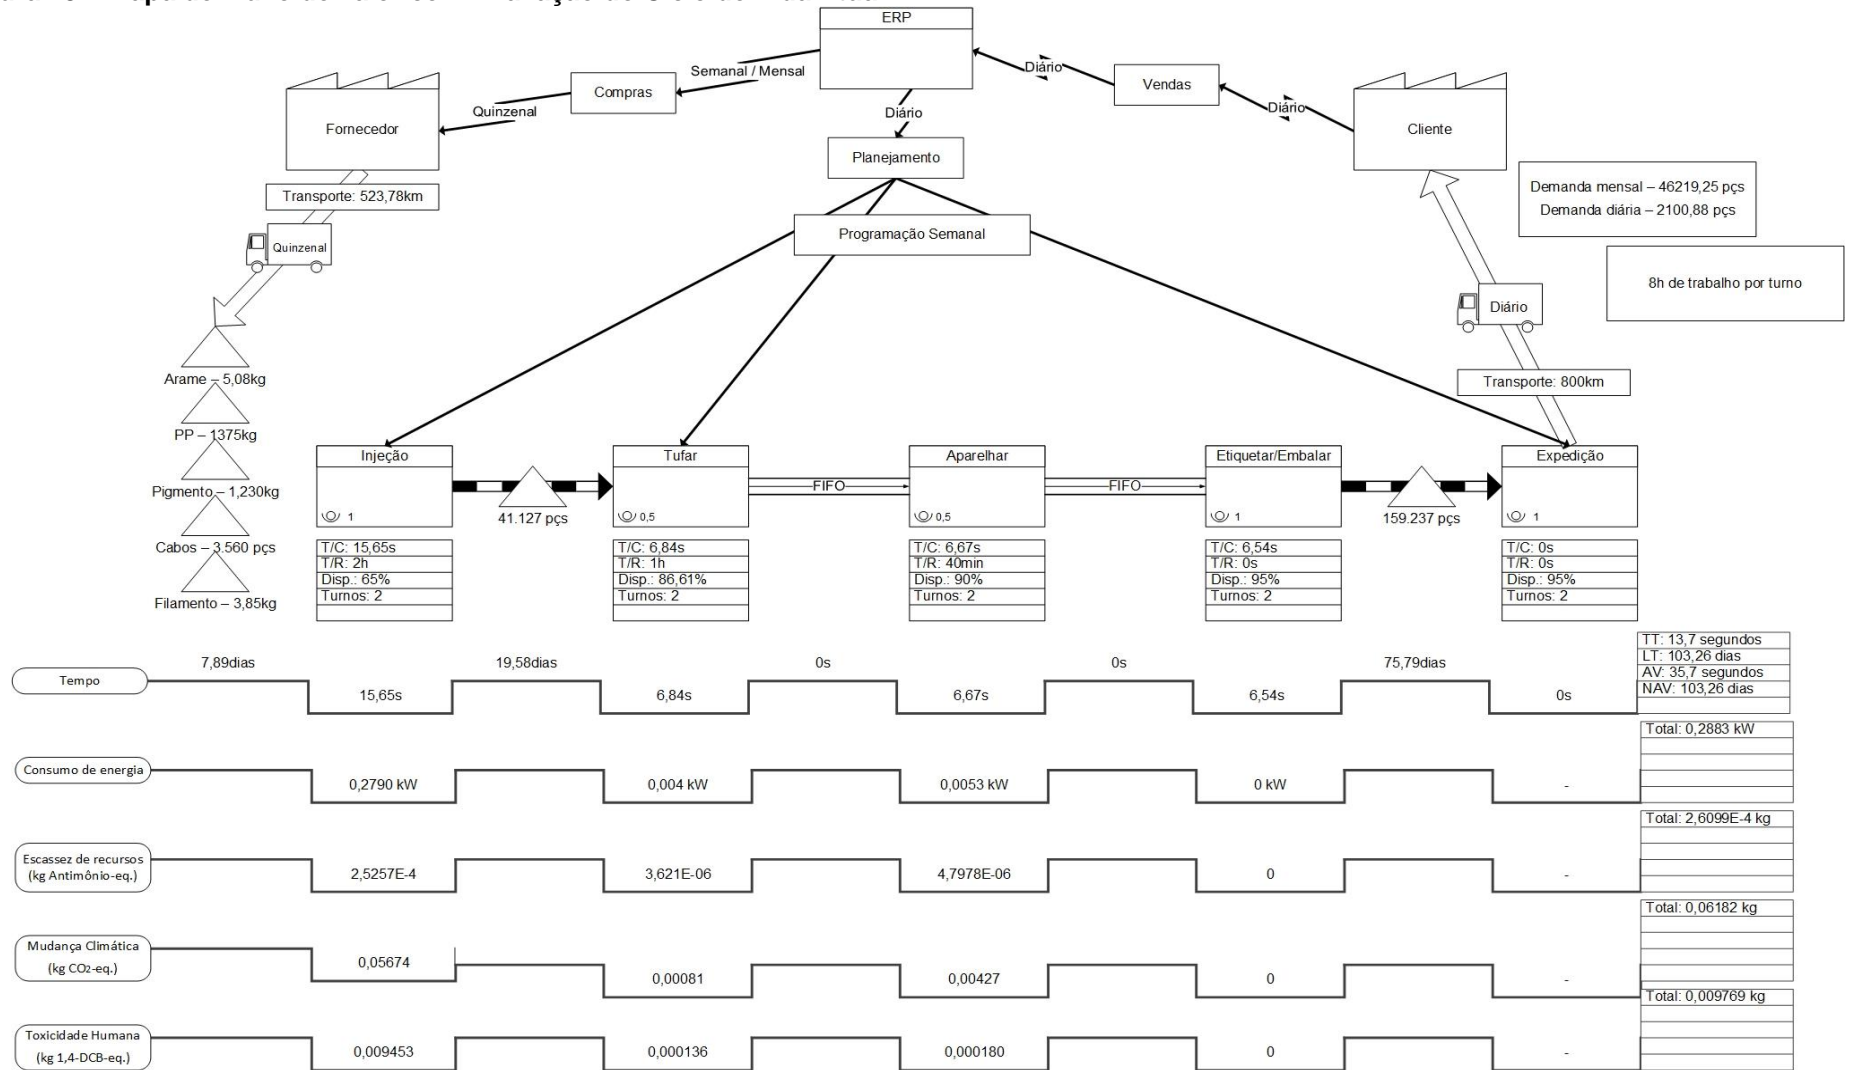 ERP
Semanal / Mensal
Diário
Vendas
Compras
Quinzenal
Diário
Diário
Fornecedor
Cliente
Planejamento
Transporte: 523,78km
Demanda mensal – 46219,25 pçs
Demanda diária – 2100,88 pçs
Programação Semanal
Quinzenal
8h de trabalho por turno
Diário
Arame – 5,08kg
Transporte: 800km
PP – 1375kg
Pigmento – 1,230kg
Cabos – 3.560 pçs
Filamento – 3,85kg
Injeção
1
T/C: 15,65s
T/R: 2h
Disp.: 65%
Turnos: 2
41.127 pçs
Tufar
0,5
T/C: 6,84s
T/R: 1h
Disp.: 86,61%
Turnos: 2
FIFO
Aparelhar
0,5
T/C: 6,67s
T/R: 40min
Disp.: 90%
Turnos: 2
FIFO
Etiquetar/Embalar
1
T/C: 6,54s
T/R: 0s
Disp.: 95%
Turnos: 2
159.237 pçs
Expedição
1
T/C: 0s
T/R: 0s
Disp.: 95%
Turnos: 2
Tempo
7,89dias
15,65s
19,58dias
6,84s
0s
6,67s
0s
6,54s
75,79dias
0s
TT: 13,7 segundos
LT: 103,26 dias
AV: 35,7 segundos
NAV: 103,26 dias
Consumo de energia
0,2790 kW
0,004 kW
0,0053 kW
0 kW
-
Total: 0,2883 kW
Escassez de recursos
(kg Antimônio-eq.)
2,5257E-4
3,621E-06
4,7978E-06
0
-
Total: 2,6099E-4 kg
Mudança Climática
(kg CO2-eq.)
0,05674
0,00081
0,00427
0
-
Total: 0,06182 kg
Toxicidade Humana
(kg 1,4-DCB-eq.)
0,009453
0,000136
0,000180
0
-
Total: 0,009769 kg